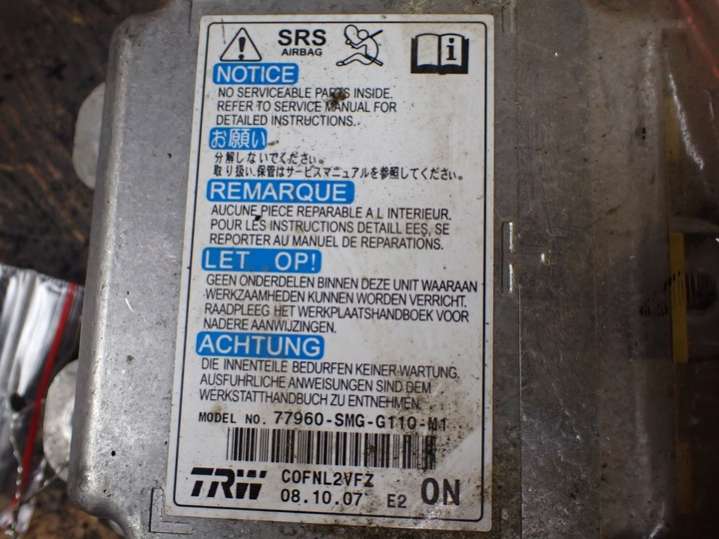 SRS
AIRBAG
NOTICE
NO SERVICEABLE PARTS INSIDE.
REFER TO SERVICE MANUAL FOR
DETAILED INSTRUCTIONS.
お願い
分解しないでください。
取り扱い、保管はサービスマニュアルを参照してください。
REMARQUE
AUCUNE PIECE REPARABLE A L INTERIEUR.
POUR LES INSTRUCTIONS DETAILL EES, SE
REPORTER AU MANUEL DE REPARATIONS.
LET OP!
GEEN ONDERDELEN BINNEN DEZE UNIT WAARAAN
WERKZAAMHEDEN KUNNEN WORDEN VERRICHT.
RAADPLEEG HET WERKPLAATSHANDBOEK VOOR
NADERE AANWIJZINGEN.
ACHTUNG
DIE INNENTEILE BEDURFEN KEINER WARTUNG.
AUSFUHRLICHE ANWEISUNGEN SIND DEM
WERKSTATTHANDBUCH ZU ENTNEHMEN.
MODEL NO. 77960-SMG-G110-M1
TRW
COFNL2VFZ
08.10.07 E2 ON